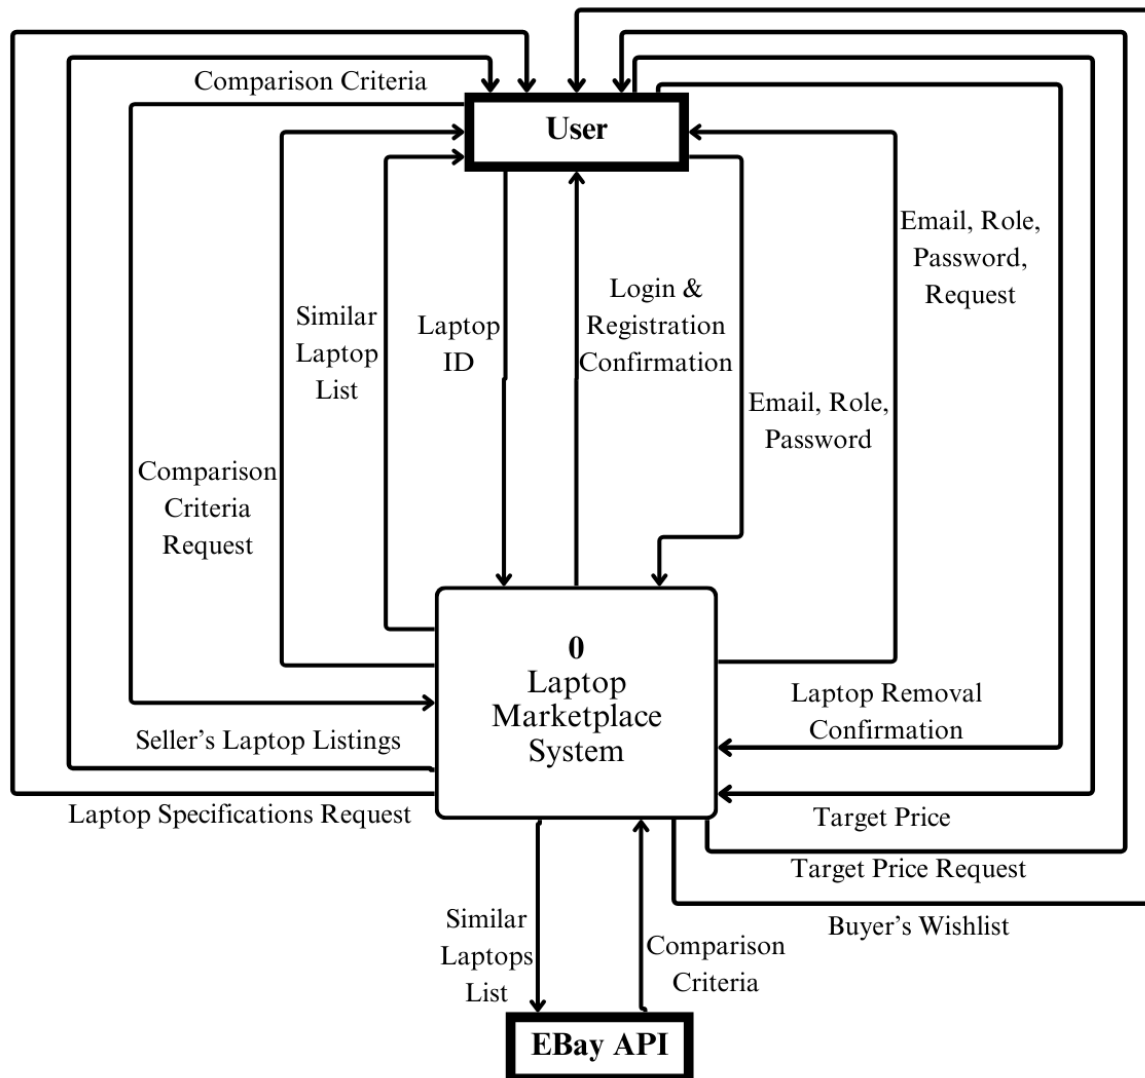 Comparison Criteria
User
Email, Role,
Password,
Request
Login &
Registration
Confirmation
Similar
Laptop
List
Laptop
ID
Email, Role,
Password
Comparison
Criteria
Request
0
Laptop
Marketplace
System
Laptop Removal
Confirmation
Seller's Laptop Listings
Laptop Specifications Request
Target Price
Target Price Request
Buyer's Wishlist
Similar
Laptops
List
Comparison
Criteria
EBay API